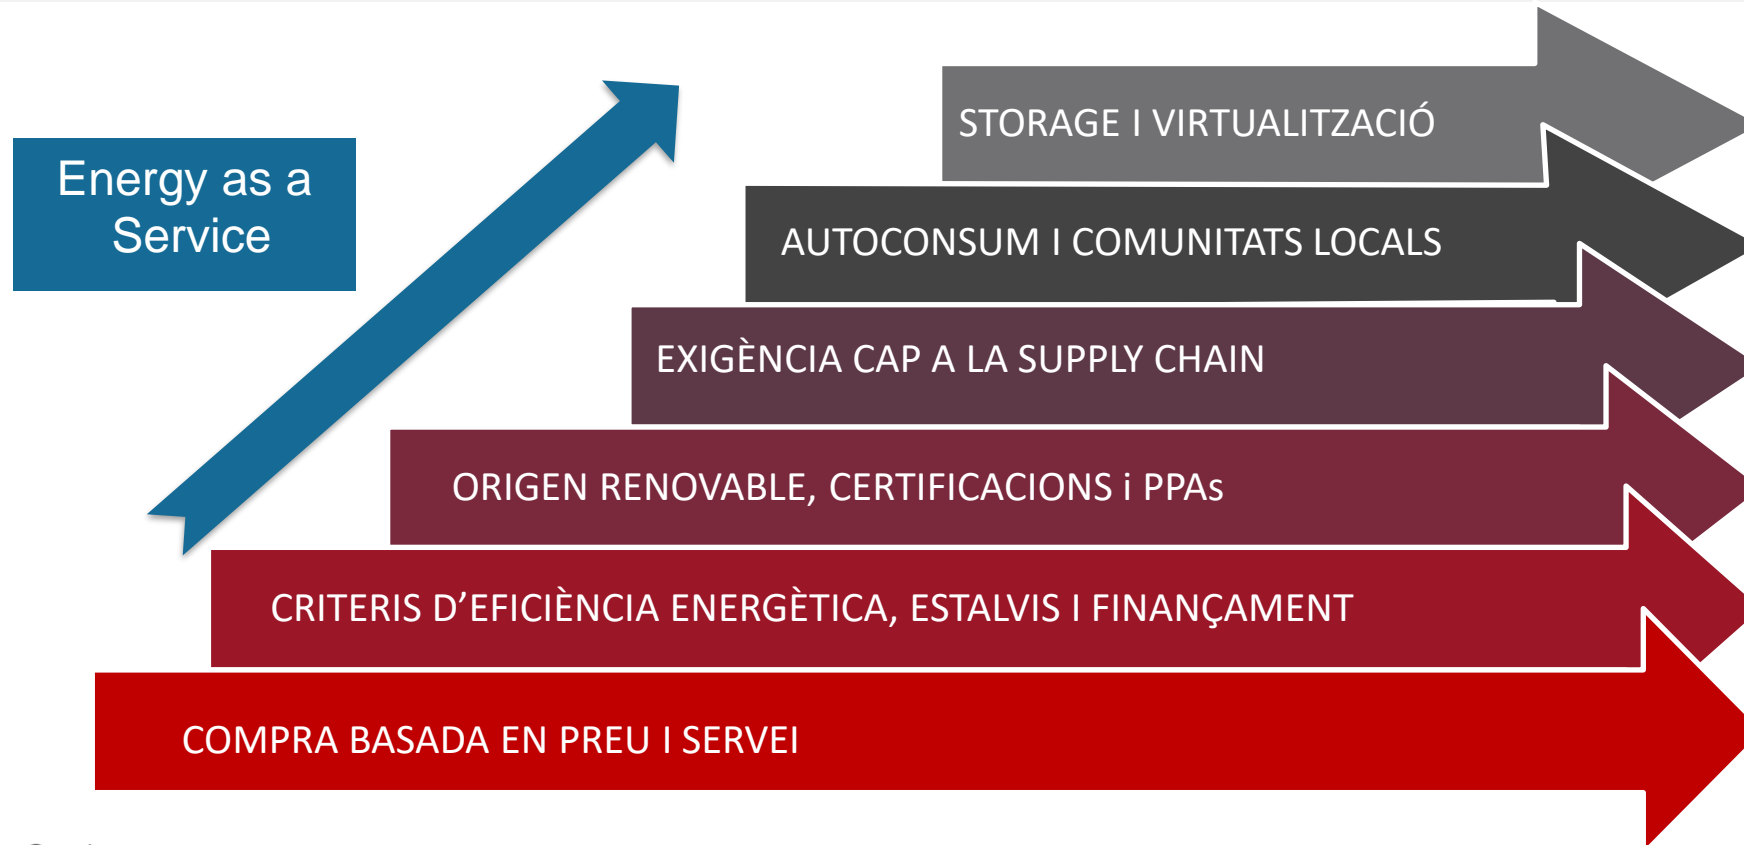 STORAGE I VIRTUALITZACIÓ
Energy as a
Service
AUTOCONSUM I COMUNITATS LOCALS
EXIGÈNCIA CAP A LA SUPPLY CHAIN
ORIGEN RENOVABLE, CERTIFICACIONS i PPAs
CRITERIS D’EFICIÈNCIA ENERGÈTICA, ESTALVIS I FINANÇAMENT
COMPRA BASADA EN PREU I SERVEI